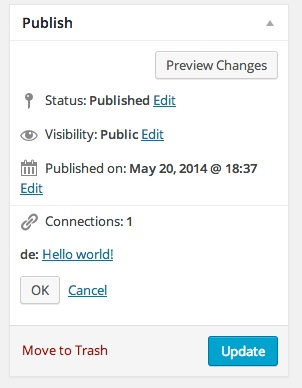 Publish
Preview Changes
Status: Published Edit
Visibility: Public Edit
Published on: May 20, 2014 @ 18:37
Edit
Connections: 1
de: Hello world!
OK Cancel
Move to Trash Update